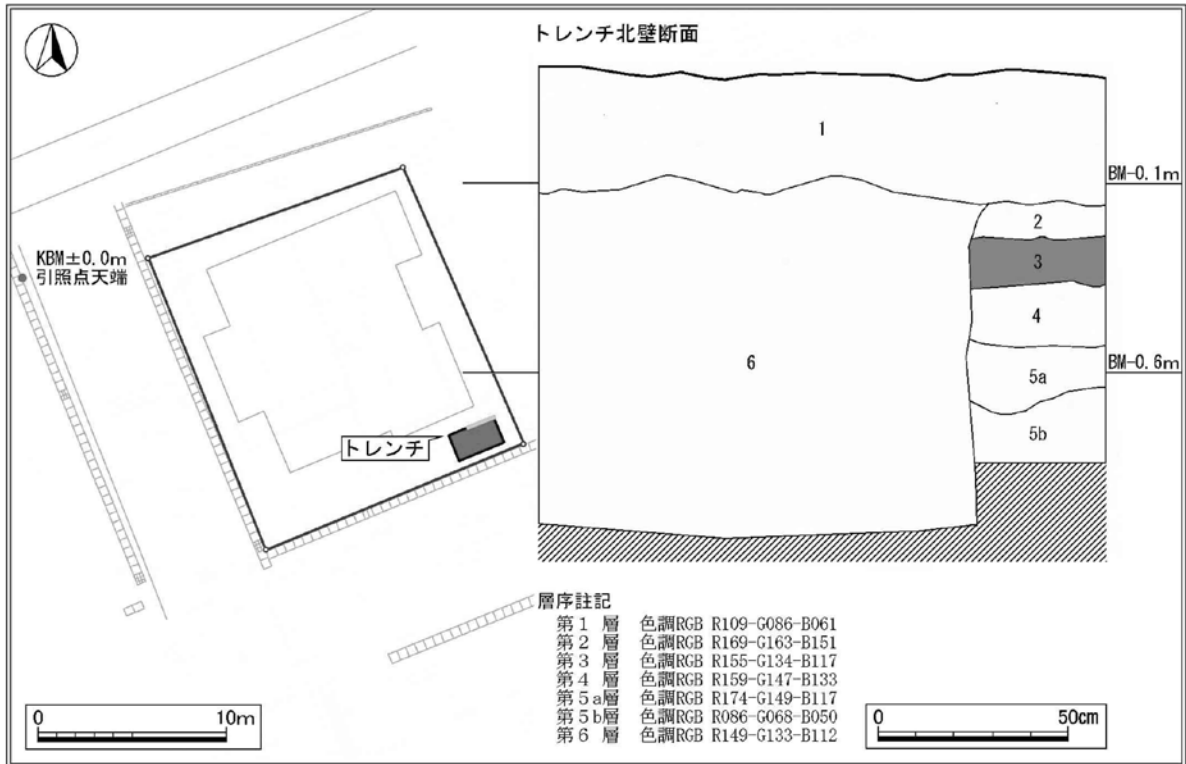 トレンチ北壁断面
1
BM-0.1m
2
3
KBM±0.0m
引照点天端
4
6
BM-0.6m
5a
トレンチ
5b
層序註記
第1 層 色調RGB R109-G086-B061
第2 層 色調RGB R169-G163-B151
第3 層 色調RGB R155-G134-B117
第4 層 色調RGB R159-G147-B133
第5a層 色調RGB R174-G149-B117
第5b層 色調RGB R086-G068-B050
第6 層 色調RGB R149-G133-B112
0 10m
0 50cm